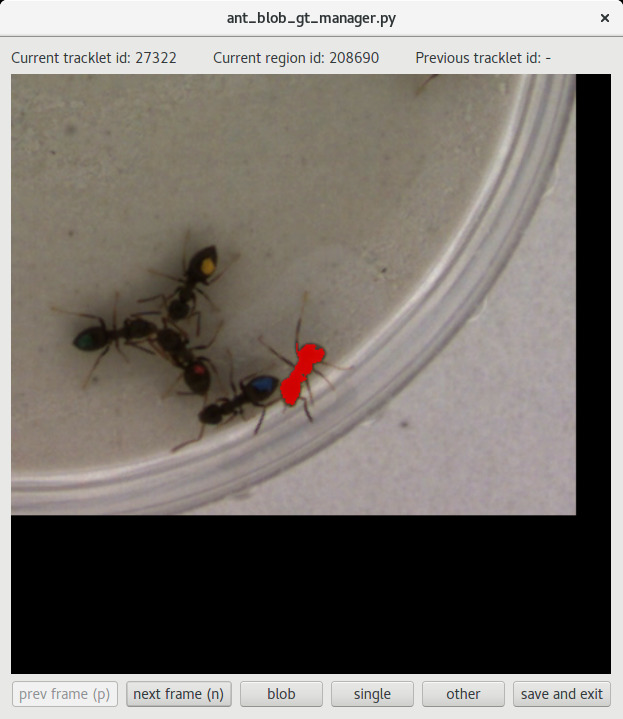 ant_blob_gt_manager.py
Current tracklet id: 27322 Current region id: 208690 Previous tracklet id: -
prev frame (p) next frame (n) blob single other save and exit